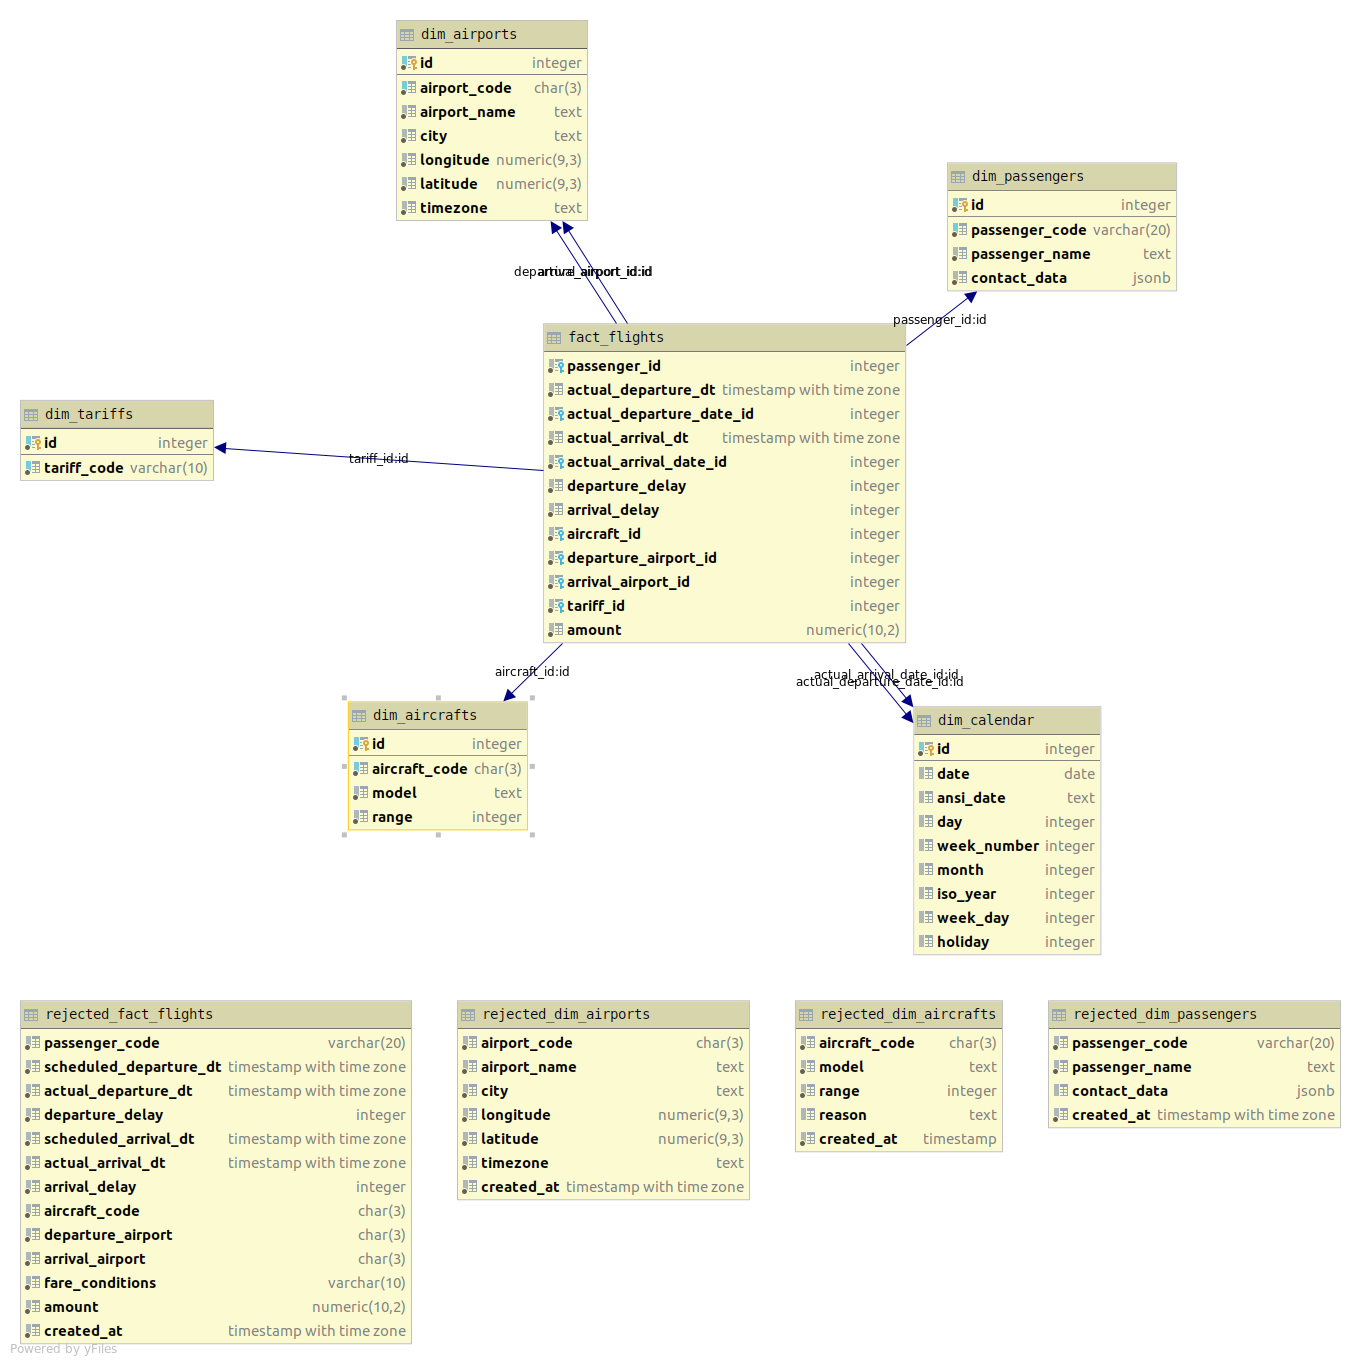 dim_airports
id integer
airport_code char(3)
airport_name text
city text
longitude numeric(9,3)
latitude numeric(9,3)
timezone text
dim_passengers
id integer
passenger_code varchar(20)
passenger_name text
contact_data jsonb
departure_airport_id:id
arrival_airport_id:id
passenger_id:id
fact_flights
passenger_id integer
actual_departure_dt timestamp with time zone
actual_departure_date_id integer
actual_arrival_dt timestamp with time zone
actual_arrival_date_id integer
departure_delay integer
arrival_delay integer
aircraft_id integer
departure_airport_id integer
arrival_airport_id integer
tariff_id integer
amount numeric(10,2)
dim_tariffs
id integer
tariff_code varchar(10)
tariff_id:id
aircraft_id:id
actual_arrival_date_id:id
actual_departure_date_id:id
dim_aircrafts
id integer
aircraft_code char(3)
model text
range integer
dim_calendar
id integer
date date
ansi_date text
day integer
week_number integer
month integer
iso_year integer
week_day integer
holiday integer
rejected_fact_flights
passenger_code varchar(20)
scheduled_departure_dt timestamp with time zone
actual_departure_dt timestamp with time zone
departure_delay integer
scheduled_arrival_dt timestamp with time zone
actual_arrival_dt timestamp with time zone
arrival_delay integer
aircraft_code char(3)
departure_airport char(3)
arrival_airport char(3)
fare_conditions varchar(10)
amount numeric(10,2)
created_at timestamp with time zone
rejected_dim_airports
airport_code char(3)
airport_name text
city text
longitude numeric(9,3)
latitude numeric(9,3)
timezone text
created_at timestamp with time zone
rejected_dim_aircrafts
aircraft_code char(3)
model text
range integer
reason text
created_at timestamp
rejected_dim_passengers
passenger_code varchar(20)
passenger_name text
contact_data jsonb
created_at timestamp with time zone
Powered by yFiles